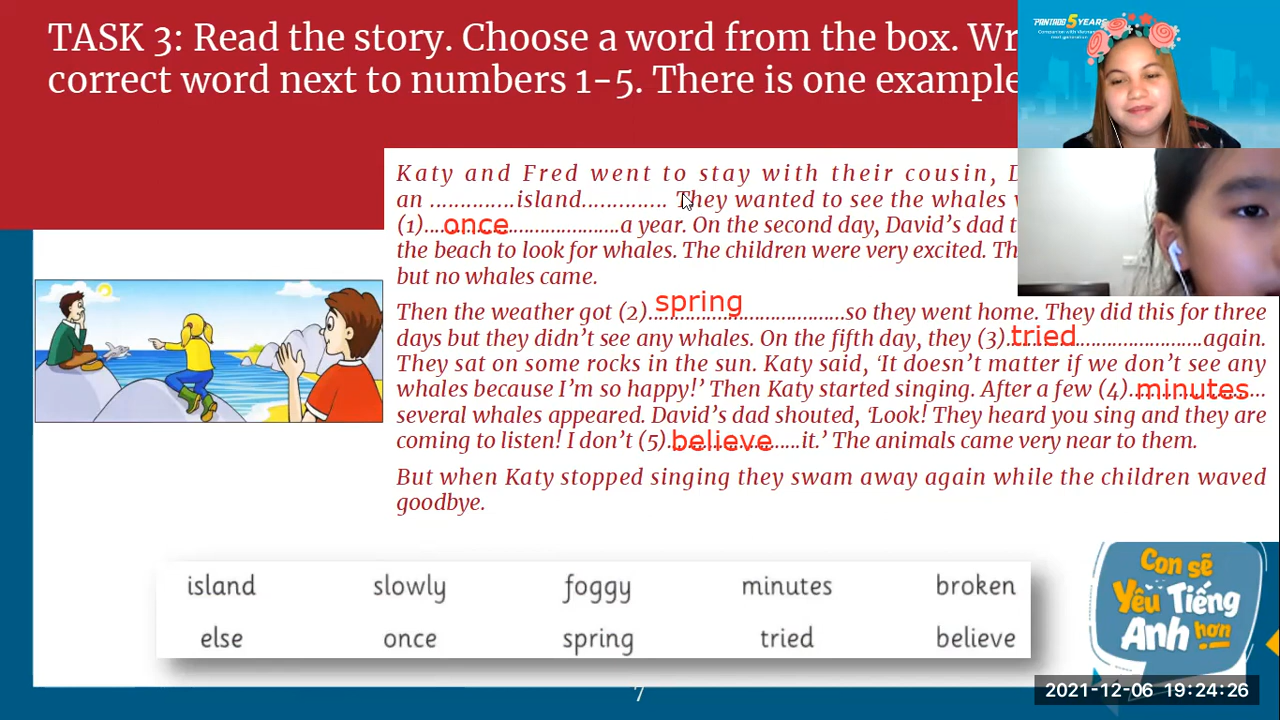 TASK 3: Read the story. Choose a word from the box. Wr
correct word next to numbers 1-5. There is one example
PANTADO 5 YEARS
Companion with Vietnam
next generation
Katy and Fred went to stay with their cousin, D
an ..............island.............. They wanted to see the whales
(1)....once.........................a year. On the second day, David's dad t
the beach to look for whales. The children were very excited. Th
but no whales came.
Then the weather got (2)..spring....................so they went home. They did this for three
days but they didn't see any whales. On the fifth day, they (3).tried......................again.
They sat on some rocks in the sun. Katy said, 'It doesn't matter if we don't see any
whales because I'm so happy!' Then Katy started singing. After a few (4).minutes...
several whales appeared. David's dad shouted, 'Look! They heard you sing and they are
coming to listen! I don't (5).believe.....it.' The animals came very near to them.
But when Katy stopped singing they swam away again while the children waved
goodbye.
island slowly foggy minutes broken
else once spring tried believe
Con sẽ
Yêu Tiếng
Anh hơn
7
2021-12-06 19:24:26